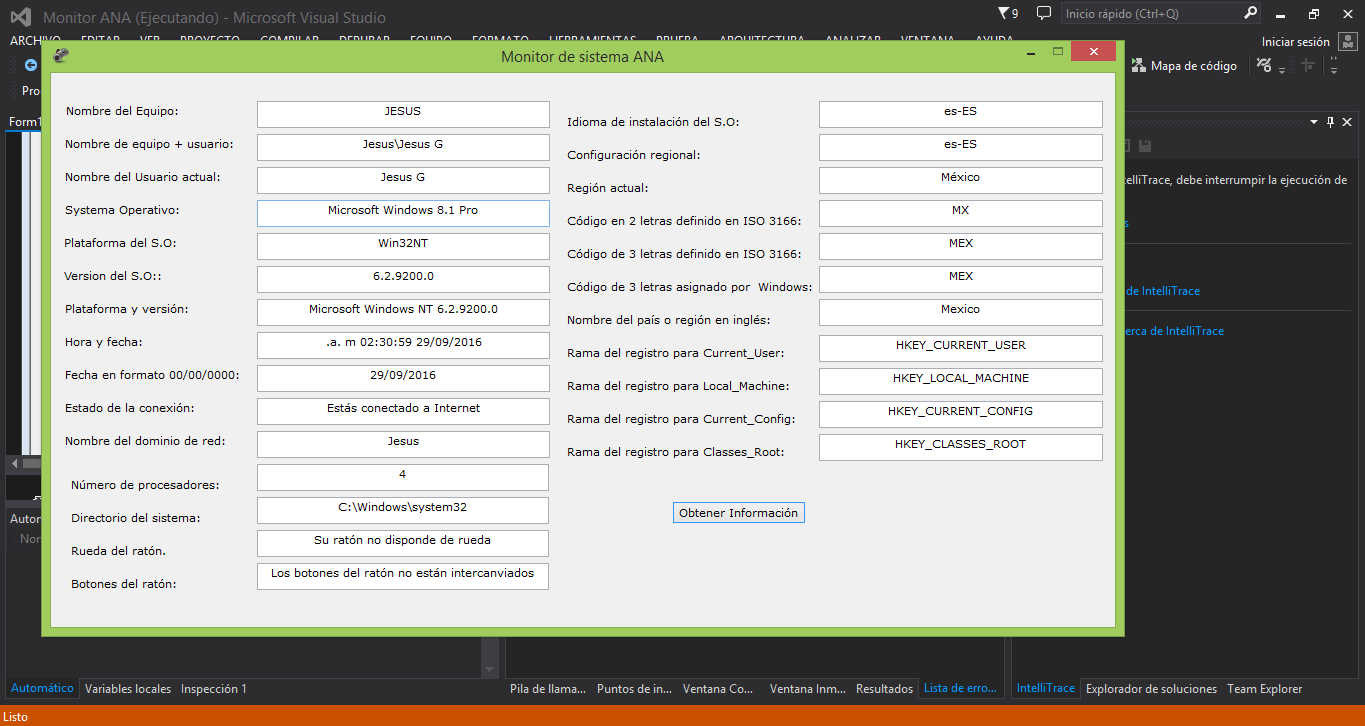 Monitor ANA (Ejecutando) - Microsoft Visual Studio
9
Inicio rápido (Ctrl+Q)
ARCHIVO EDITAR VER PROYECTO COMPILAR DEPURAR EQUIPO FORMATO HERRAMIENTAS PRUEBA ARQUITECTURA ANALIZAR VENTANA AYUDA
Iniciar sesión
Mapa de código
Monitor de sistema ANA
Nombre del Equipo: JESUS
Nombre de equipo + usuario: Jesus\Jesus G
Nombre del Usuario actual: Jesus G
Systema Operativo: Microsoft Windows 8.1 Pro
Plataforma del S.O: Win32NT
Version del S.O:: 6.2.9200.0
Plataforma y versión: Microsoft Windows NT 6.2.9200.0
Hora y fecha: .a. m 02:30:59 29/09/2016
Fecha en formato 00/00/0000: 29/09/2016
Estado de la conexión: Estás conectado a Internet
Nombre del dominio de red: Jesus
Número de procesadores: 4
Directorio del sistema: C:\Windows\system32
Rueda del ratón. Su ratón no disponde de rueda
Botones del ratón: Los botones del ratón no están intercanviados
Idioma de instalación del S.O: es-ES
Configuración regional: es-ES
Región actual: México
Código en 2 letras definido en ISO 3166: MX
Código de 3 letras definido en ISO 3166: MEX
Código de 3 letras asignado por Windows: MEX
Nombre del país o región en inglés: Mexico
Rama del registro para Current_User: HKEY_CURRENT_USER
Rama del registro para Local_Machine: HKEY_LOCAL_MACHINE
Rama del registro para Current_Config: HKEY_CURRENT_CONFIG
Rama del registro para Classes_Root: HKEY_CLASSES_ROOT
Obtener Información
Pro
Form1
Autor
Nor
telliTrace, debe interrumpir la ejecución de
s
de IntelliTrace
erca de IntelliTrace
Automático Variables locales Inspección 1
Pila de llama... Puntos de in... Ventana Co... Ventana Inm... Resultados Lista de erro...
IntelliTrace Explorador de soluciones Team Explorer
Listo